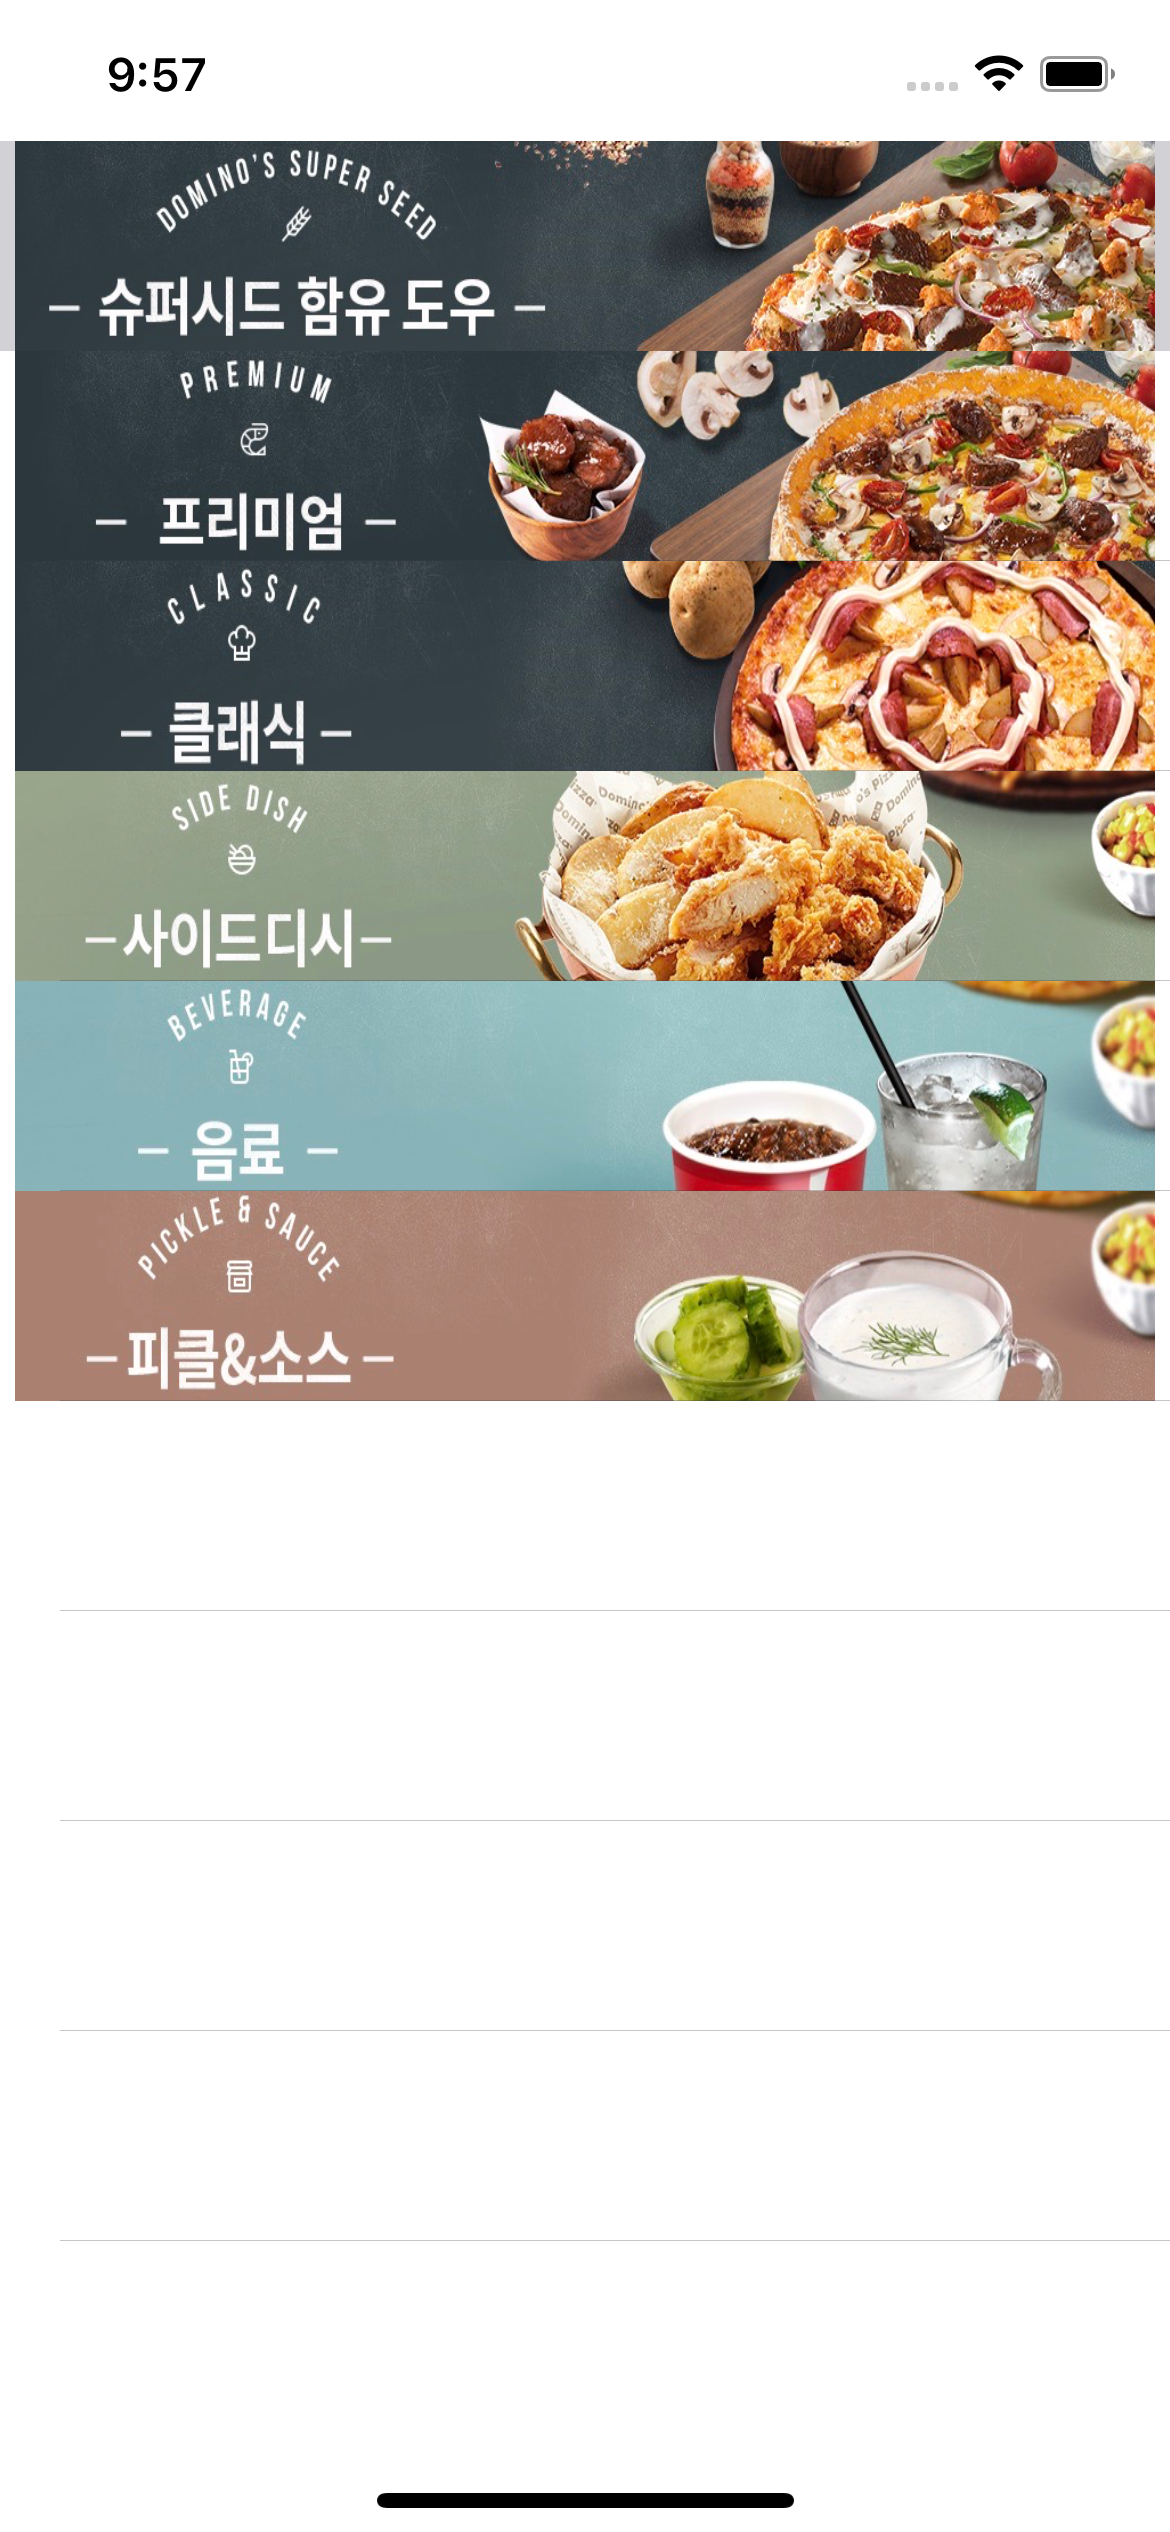 9:57
DOMINO'S SUPER SEED
– 슈퍼시드 함유 도우 –
PREMIUM
– 프리미엄 –
CLASSIC
– 클래식 –
SIDE DISH
–사이드디시–
Domino's Pizza
BEVERAGE
– 음료 –
PICKLE & SAUCE
–피클&소스–